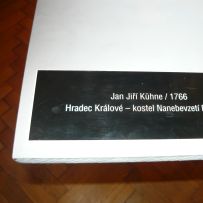 Jan Jiří Kühne / 1766
Hradec Králové – kostel Nanebevzetí